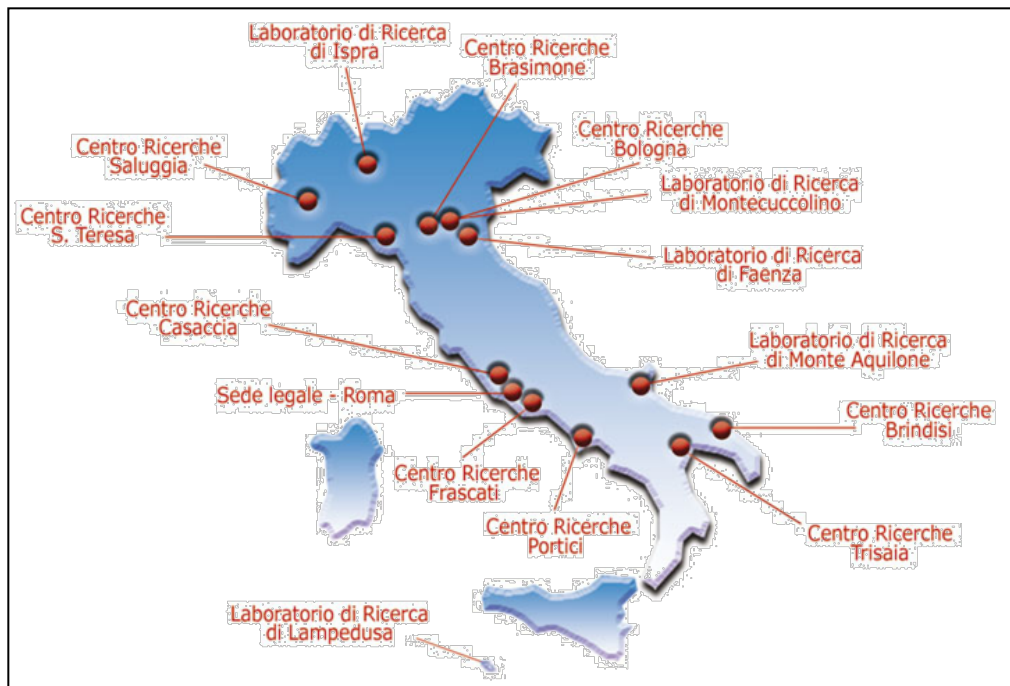 Laboratorio di Ricerca
di Ispra
Centro Ricerche
Brasimone
Centro Ricerche
Bologna
Centro Ricerche
Saluggia
Laboratorio di Ricerca
di Montecuccolino
Centro Ricerche
S. Teresa
Laboratorio di Ricerca
di Faenza
Centro Ricerche
Casaccia
Laboratorio di Ricerca
di Monte Aquilone
Sede legale - Roma
Centro Ricerche
Brindisi
Centro Ricerche
Frascati
Centro Ricerche
Portici
Centro Ricerche
Trisaia
Laboratorio di Ricerca
di Lampedusa